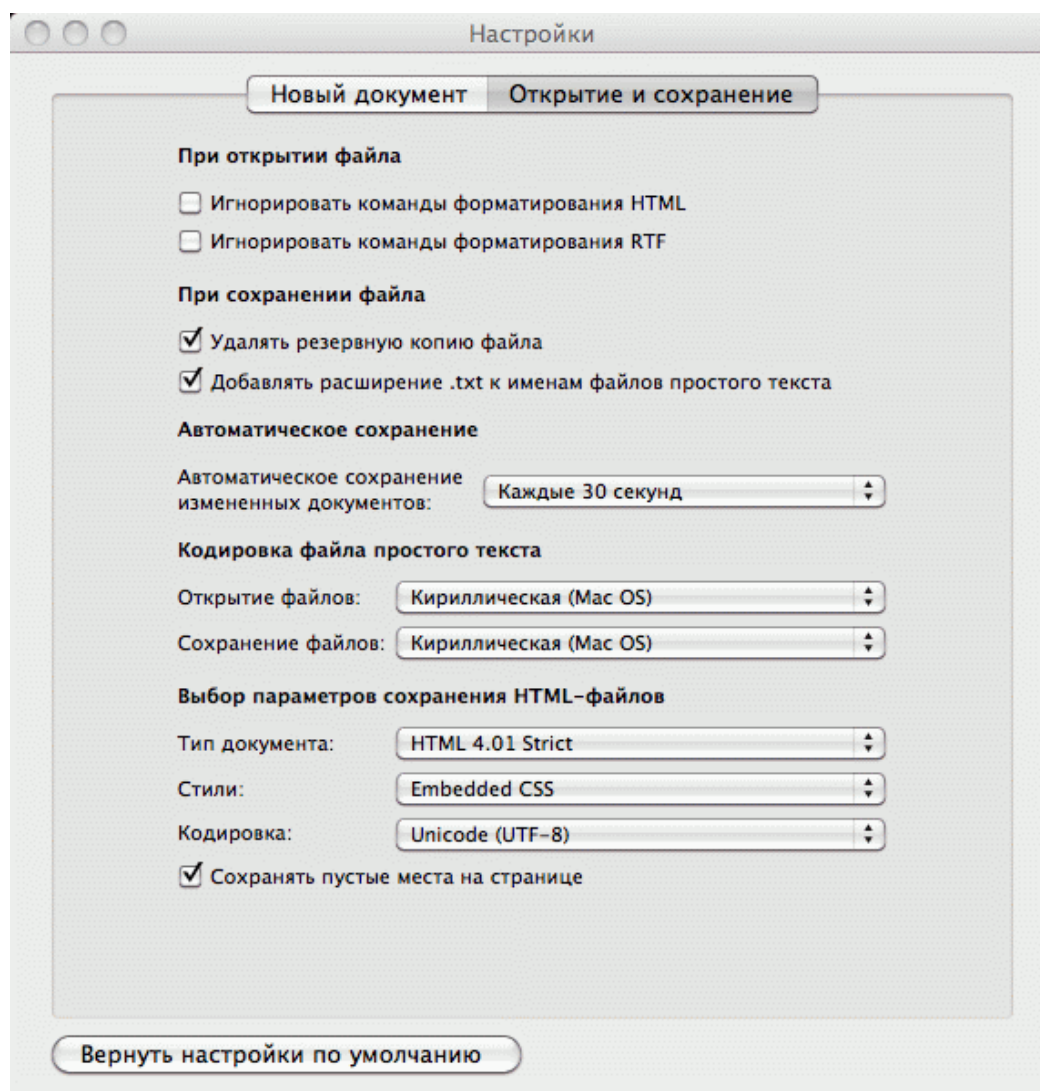 Настройки
Новый документ Открытие и сохранение
При открытии файла
Игнорировать команды форматирования HTML
Игнорировать команды форматирования RTF
При сохранении файла
Удалять резервную копию файла
Добавлять расширение .txt к именам файлов простого текста
Автоматическое сохранение
Автоматическое сохранение
измененных документов: Каждые 30 секунд
Кодировка файла простого текста
Открытие файлов: Кириллическая (Mac OS)
Сохранение файлов: Кириллическая (Mac OS)
Выбор параметров сохранения HTML-файлов
Тип документа: HTML 4.01 Strict
Стили: Embedded CSS
Кодировка: Unicode (UTF-8)
Сохранять пустые места на странице
Вернуть настройки по умолчанию